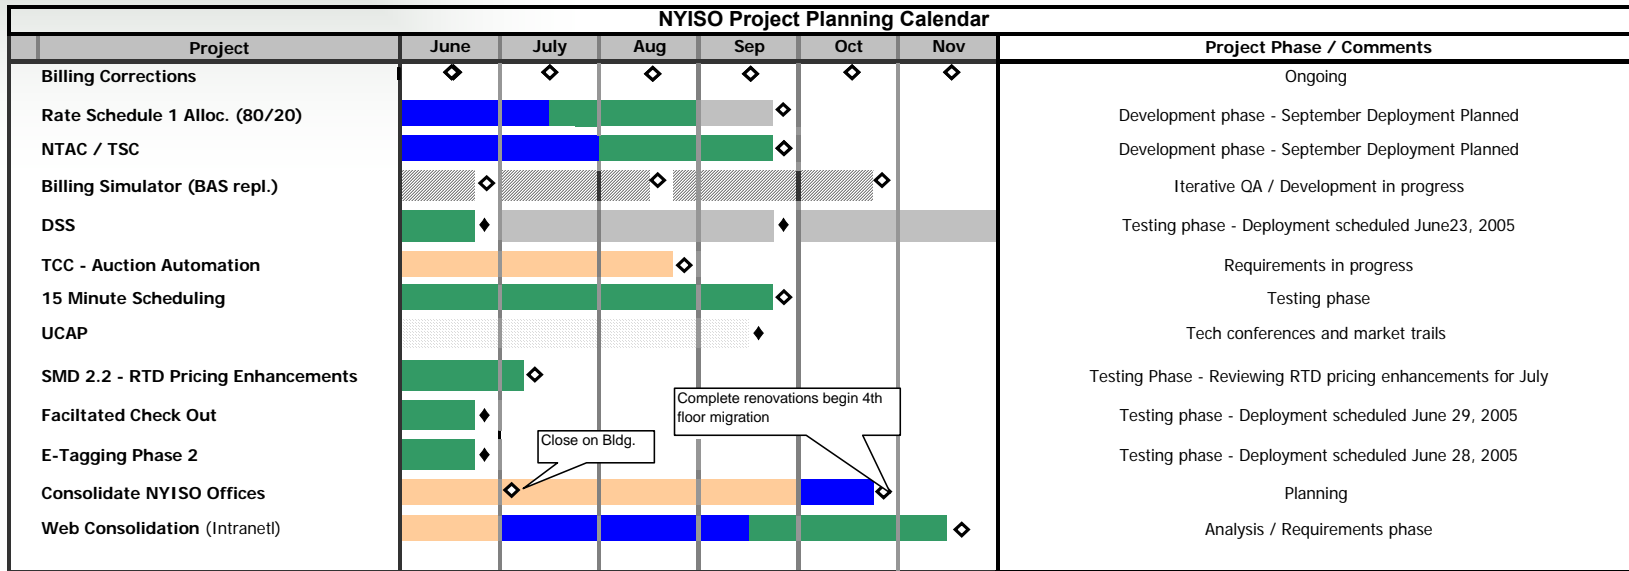 NYISO Project Planning Calendar
Project June July Aug Sep Oct Nov Project Phase / Comments
Billing Corrections Ongoing
Rate Schedule 1 Alloc. (80/20) Development phase - September Deployment Planned
NTAC / TSC Development phase - September Deployment Planned
Billing Simulator (BAS repl.) Iterative QA / Development in progress
DSS Testing phase - Deployment scheduled June23, 2005
TCC - Auction Automation Requirements in progress
15 Minute Scheduling Testing phase
UCAP Tech conferences and market trails
SMD 2.2 - RTD Pricing Enhancements Testing Phase - Reviewing RTD pricing enhancements for July
Complete renovations begin 4th
floor migration
Faciltated Check Out Testing phase - Deployment scheduled June 29, 2005
Close on Bldg.
E-Tagging Phase 2 Testing phase - Deployment scheduled June 28, 2005
Consolidate NYISO Offices Planning
Web Consolidation (Intranetl) Analysis / Requirements phase